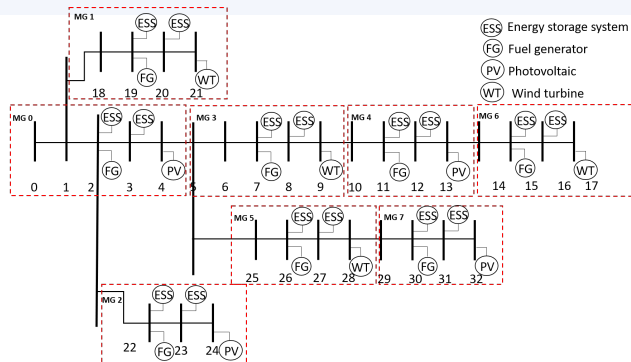 MG 1
ESS ESS
FG WT
18 19 20 21
ESS Energy storage system
FG Fuel generator
PV Photovoltaic
WT Wind turbine
MG 0 MG 3 MG 4 MG 6
ESS ESS ESS ESS ESS ESS ESS ESS
FG PV FG WT FG PV FG WT
0 1 2 3 4 5 6 7 8 9 10 11 12 13 14 15 16 17
MG 5 MG 7
ESS ESS ESS ESS
FG WT FG PV
25 26 27 28 29 30 31 32
MG 2
ESS ESS
22 FG 23 24 PV